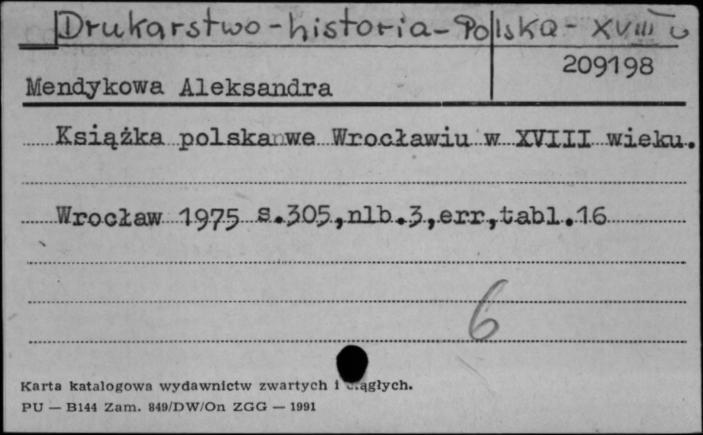 Drukarstwo-historia-Polska- XVIII w
209198
Mendykowa Aleksandra
Książka polska we Wrocławiu w XVIII wieku.
Wrocław 1975 s.305,nlb.3,err,tabl.16
6
Karta katalogowa wydawnictw zwartych i ciągłych.
PU — B144 Zam. 849/DW/On ZGG — 1991